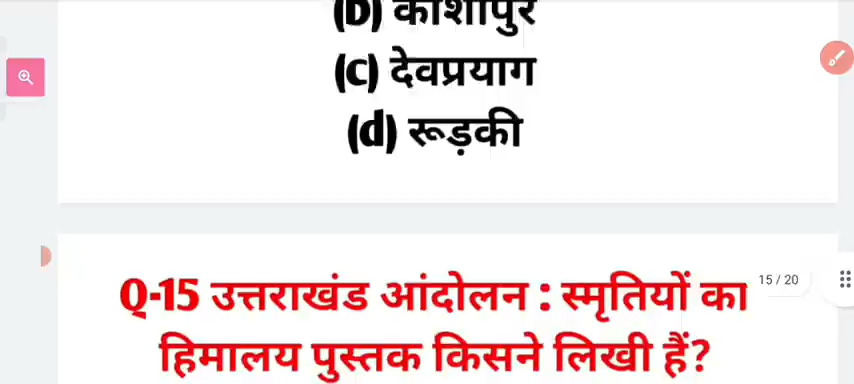 (b) काशीपुर
(c) देवप्रयाग
(d) रूड़की
Q-15 उत्तराखंड आंदोलन : स्मृतियों का
15 / 20
हिमालय पुस्तक किसने लिखी हैं?